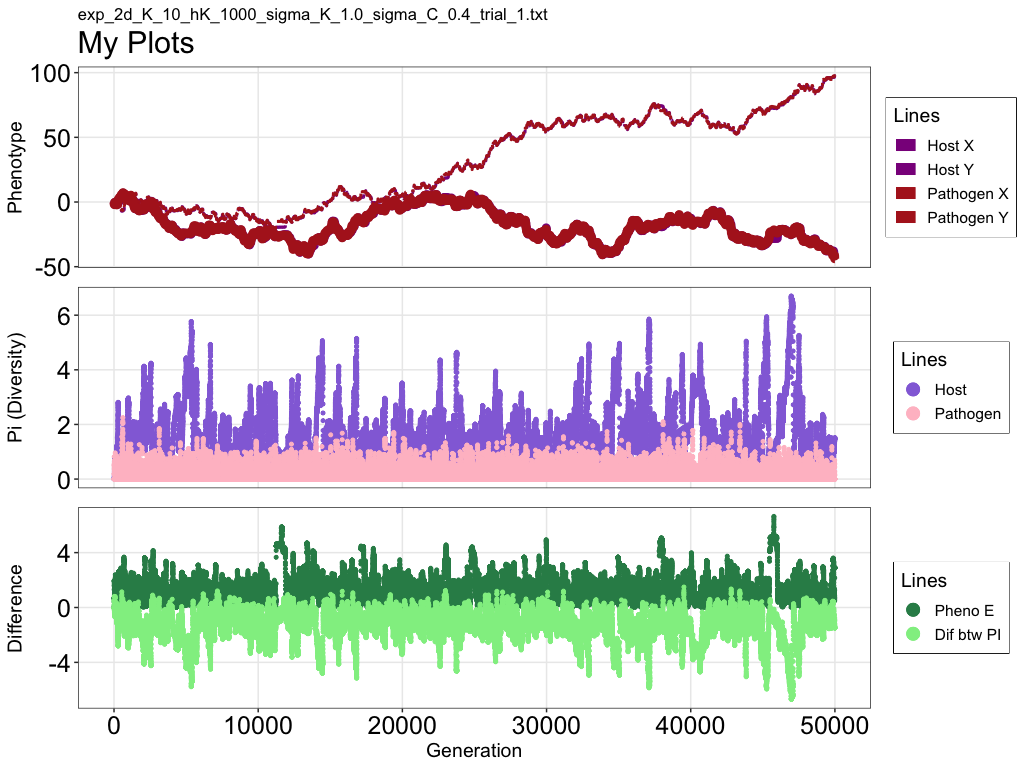 exp_2d_K_10_hK_1000_sigma_K_1.0_sigma_C_0.4_trial_1.txt
My Plots
Phenotype
100
50
0
-50
Lines
Host X
Host Y
Pathogen X
Pathogen Y
Pi (Diversity)
6
4
2
0
Lines
Host
Pathogen
Difference
4
0
-4
Lines
Pheno E
Dif btw PI
0 10000 20000 30000 40000 50000
Generation